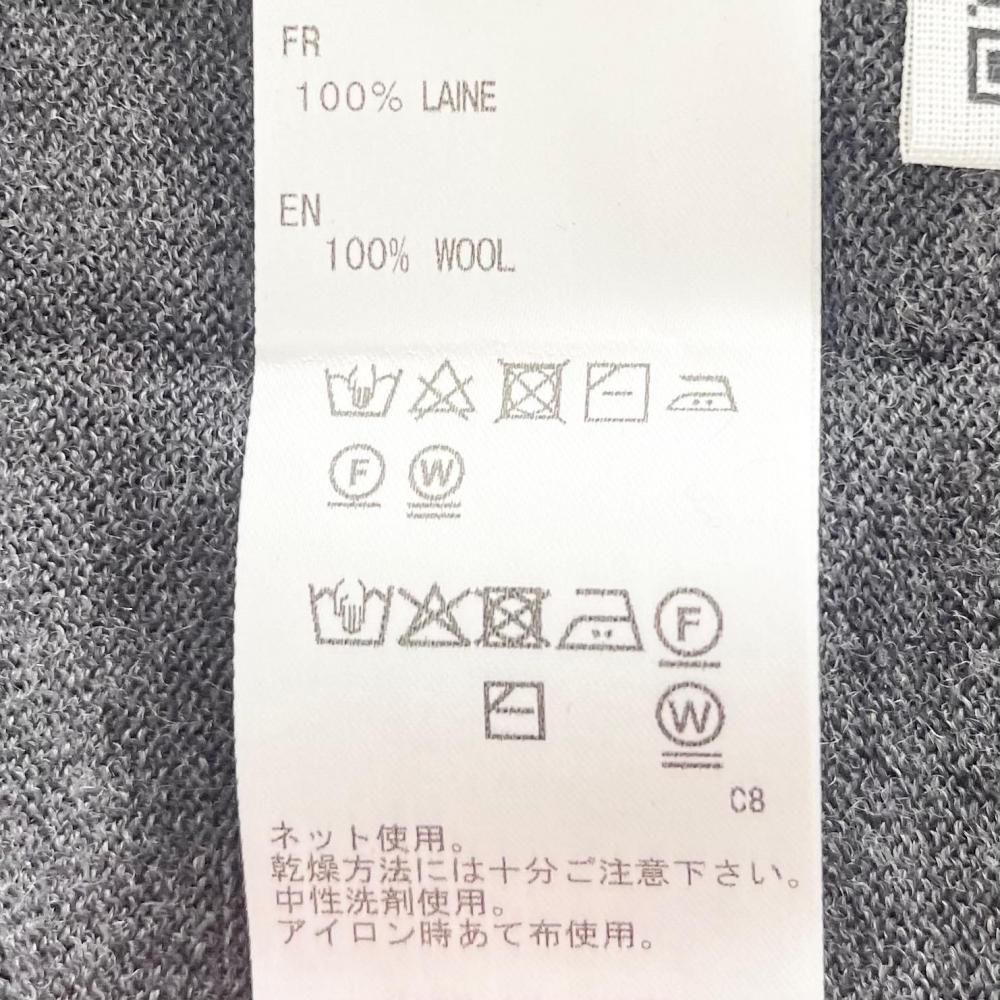 FR
100% LAINE
EN
100% WOOL
F W
F
W
C8
ネット使用。
乾燥方法には十分ご注意下さい。
中性洗剤使用。
アイロン時あて布使用。